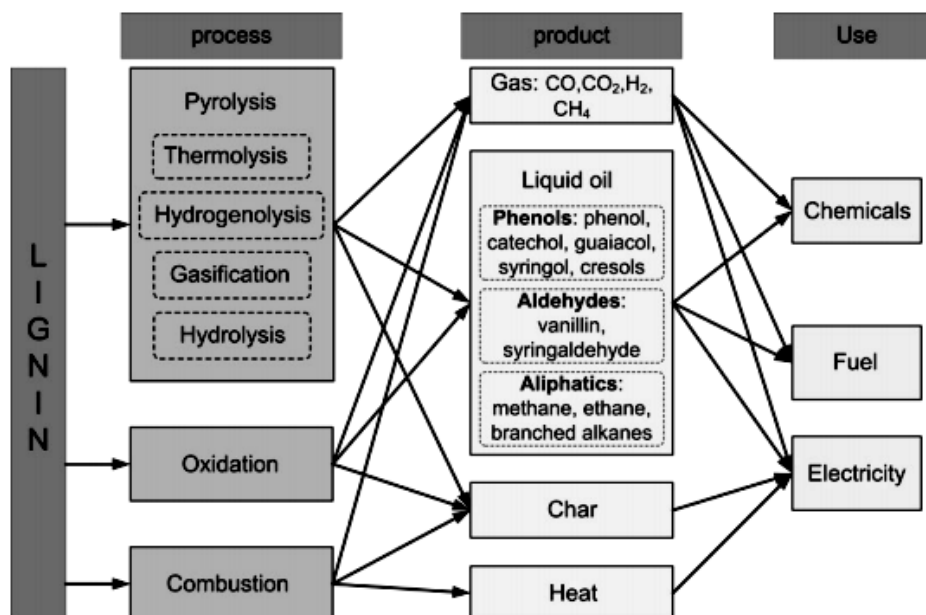 process
product
Use
LIGNIN
Pyrolysis
Thermolysis
Hydrogenolysis
Gasification
Hydrolysis
Oxidation
Combustion
Gas: CO,CO₂,H₂,
CH₄
Liquid oil
Phenols: phenol,
catechol, guaiacol,
syringol, cresols
Aldehydes:
vanillin,
syringaldehyde
Aliphatics:
methane, ethane,
branched alkanes
Char
Heat
Chemicals
Fuel
Electricity